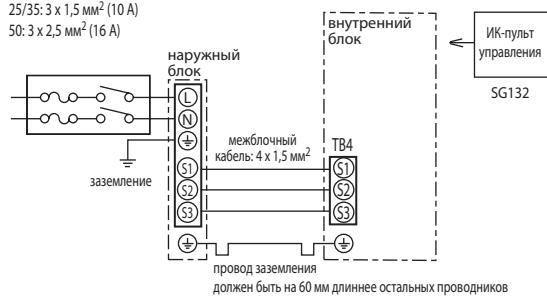 25/35: 3 x 1,5 мм² (10 А)
50: 3 x 2,5 мм² (16 А)
внутренний
блок
ИК-пульт
управления
SG132
наружный
блок
L
N
межблочный
кабель: 4 x 1,5 мм²
TB4
заземление
S1
S1
S2
S2
S3
S3
провод заземления
должен быть на 60 мм длиннее остальных проводников